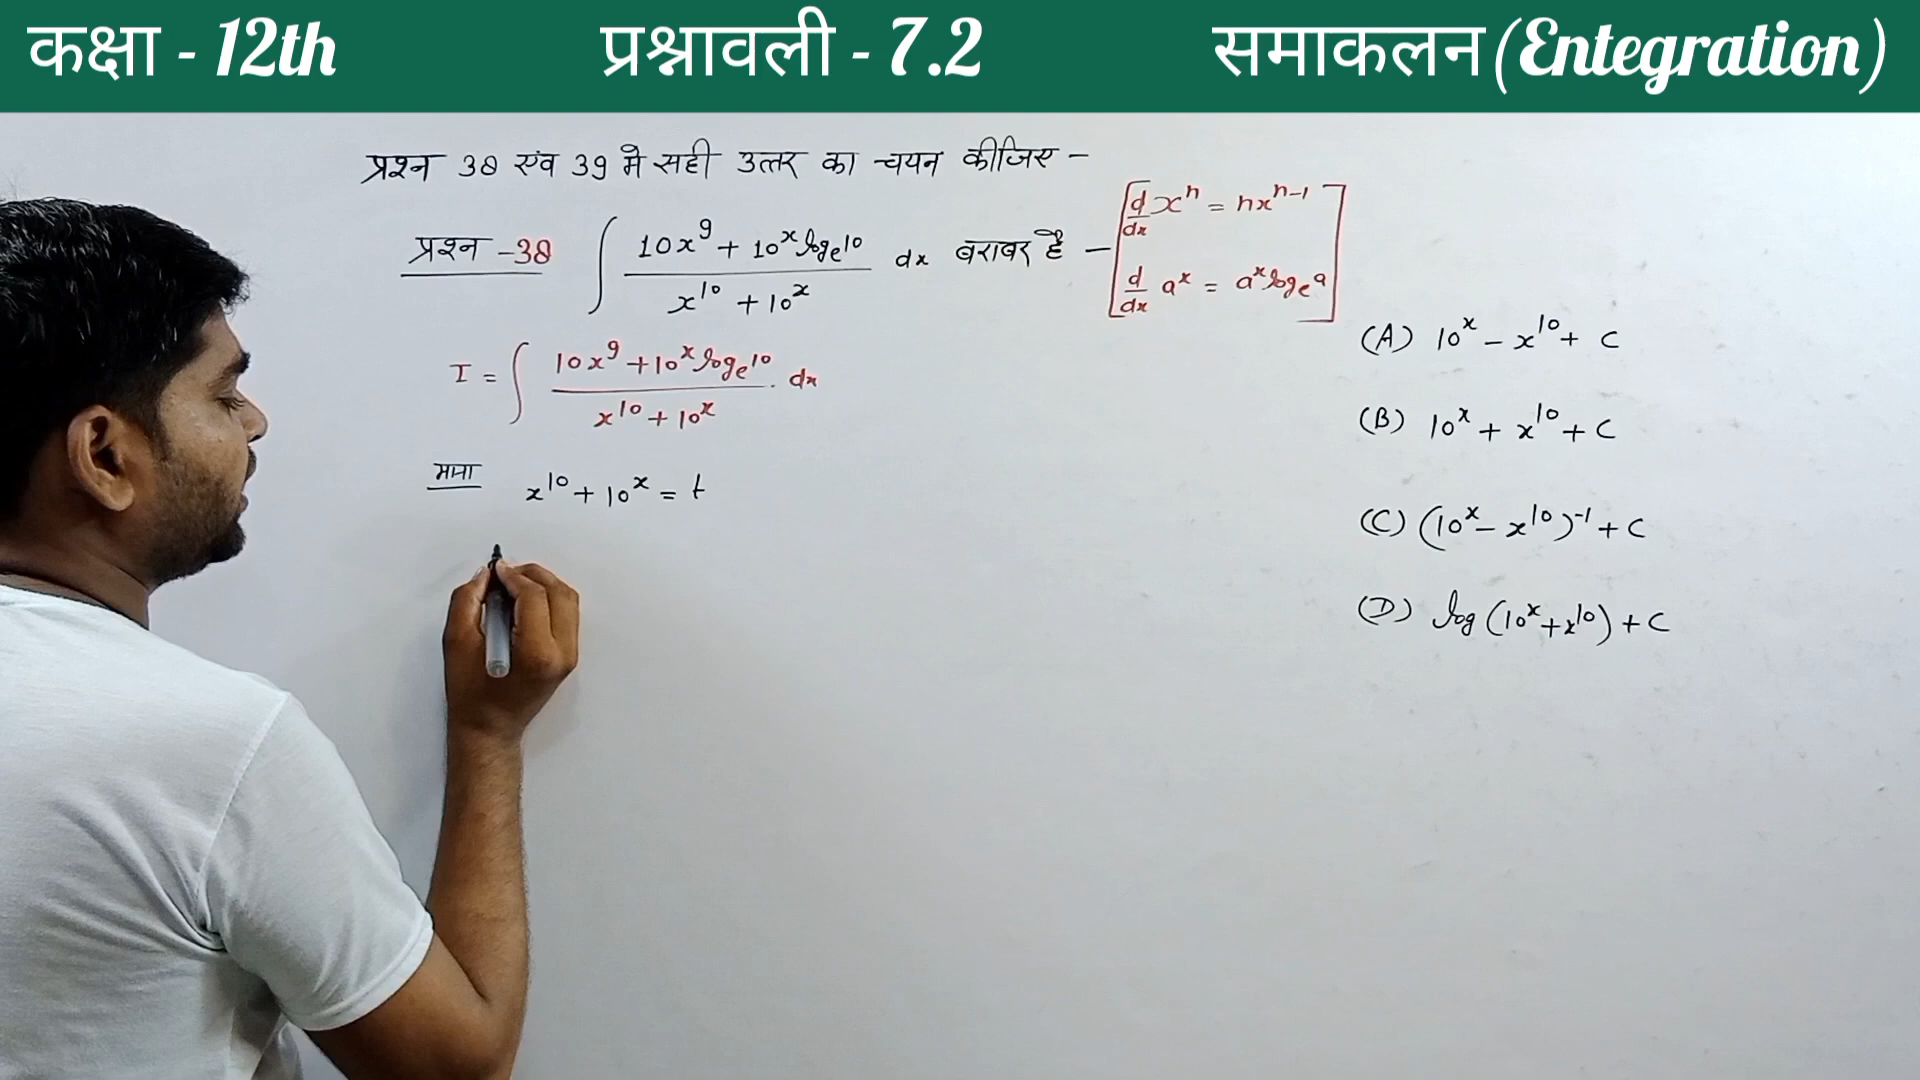 कक्षा - 12th प्रश्नावली - 7.2 समाकलन (Entegration)
प्रश्न 38 एंव 39 मे सही उत्तर का चयन कीजिए -
प्रश्न -38 ∫ (10x⁹ + 10ˣ logₑ10)/(x¹⁰ + 10ˣ) dx बराबर है -
[d/dx xⁿ = nxⁿ⁻¹
d/dx aˣ = aˣ logₑa]
I = ∫ (10x⁹ + 10ˣ logₑ10)/(x¹⁰ + 10ˣ) . dx
माना x¹⁰ + 10ˣ = t
(A) 10ˣ - x¹⁰ + C
(B) 10ˣ + x¹⁰ + C
(C) (10ˣ - x¹⁰)⁻¹ + C
(D) log (10ˣ + x¹⁰) + C